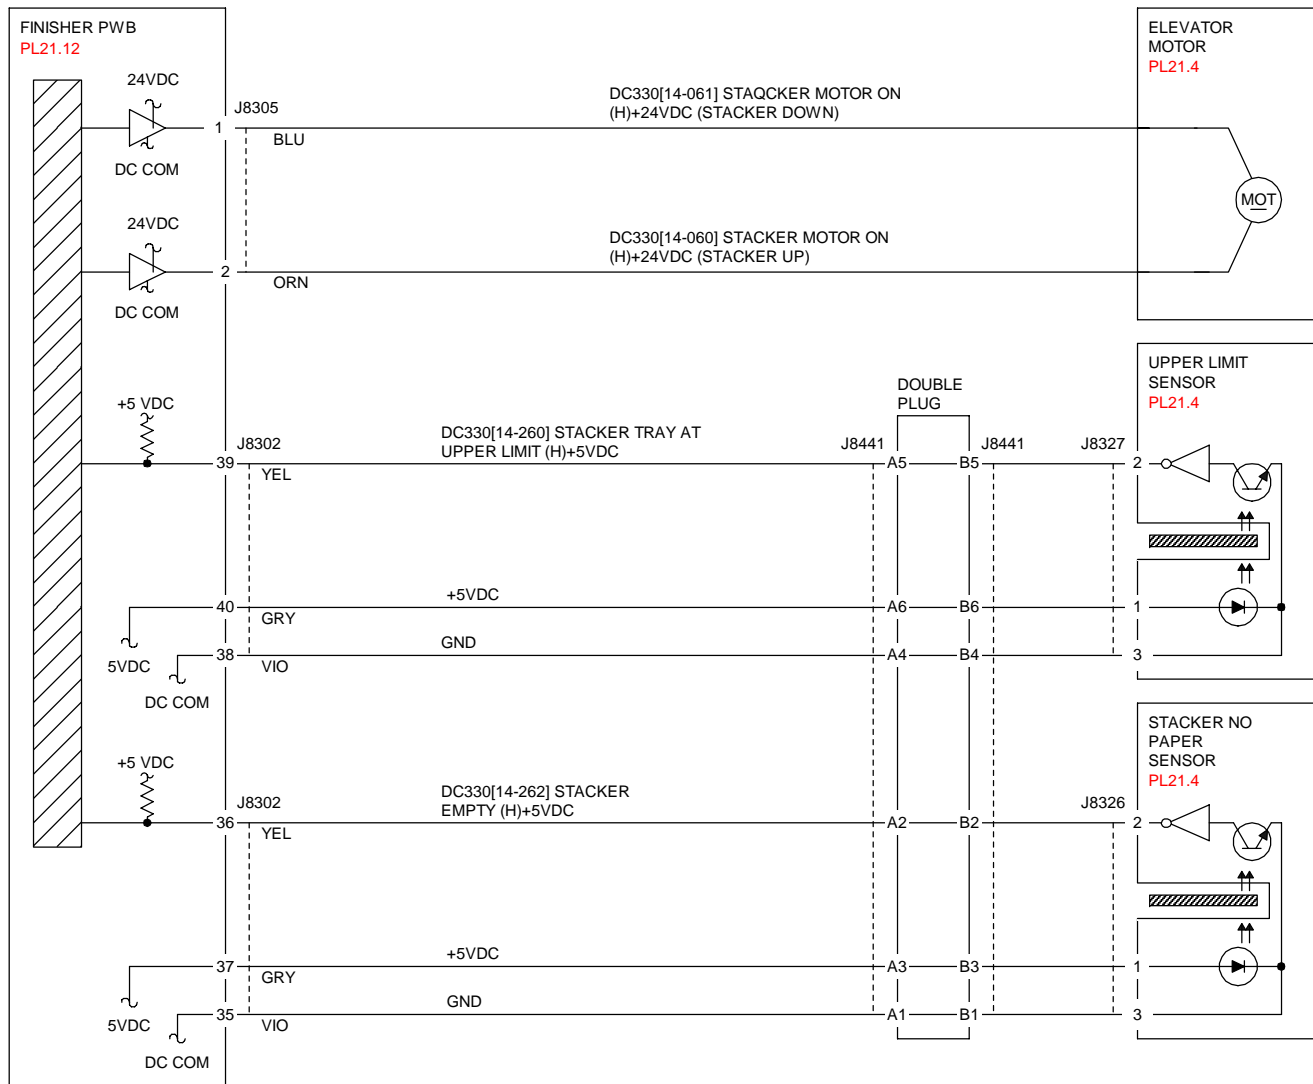 FINISHER PWB
PL21.12
24VDC
J8305
1
BLU
DC COM
24VDC
2
ORN
DC COM
DC330[14-061] STAQCKER MOTOR ON
(H)+24VDC (STACKER DOWN)
DC330[14-060] STACKER MOTOR ON
(H)+24VDC (STACKER UP)
ELEVATOR
MOTOR
PL21.4
MOT
+5 VDC
J8302
39
YEL
DC330[14-260] STACKER TRAY AT
UPPER LIMIT (H)+5VDC
DOUBLE
PLUG
J8441
J8441
J8327
A5
B5
2
UPPER LIMIT
SENSOR
PL21.4
40
GRY
+5VDC
A6
B6
1
5VDC
38
VIO
GND
A4
B4
3
DC COM
+5 VDC
J8302
36
YEL
DC330[14-262] STACKER
EMPTY (H)+5VDC
A2
B2
J8326
2
STACKER NO
PAPER
SENSOR
PL21.4
37
GRY
+5VDC
A3
B3
1
5VDC
35
VIO
GND
A1
B1
3
DC COM